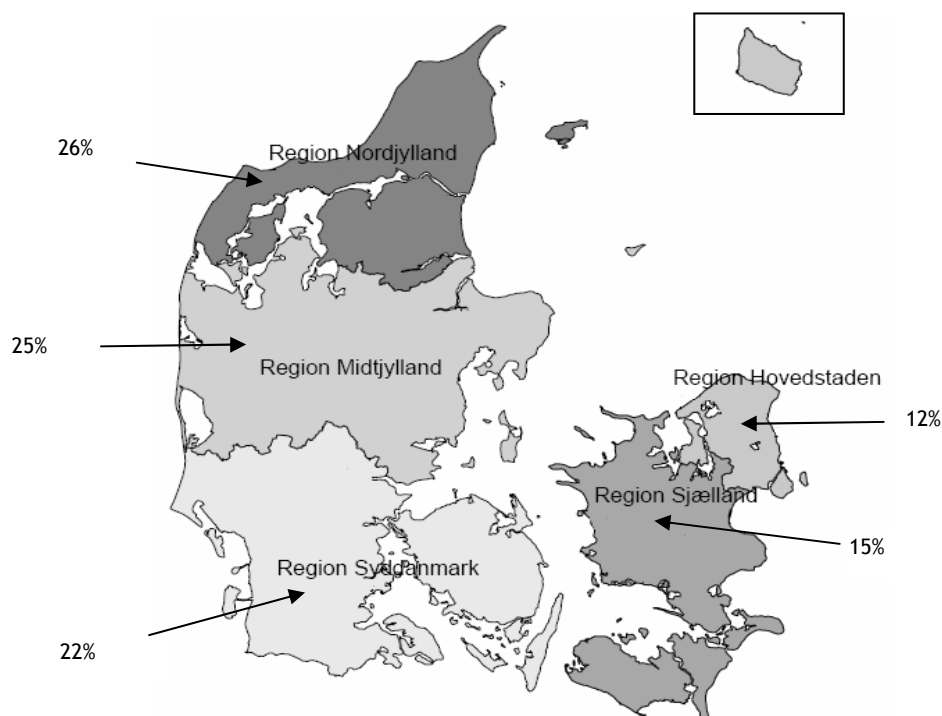 26%
Region Nordjylland
25%
Region Midtjylland
Region Hovedstaden
12%
Region Sjælland
15%
Region Syddanmark
22%